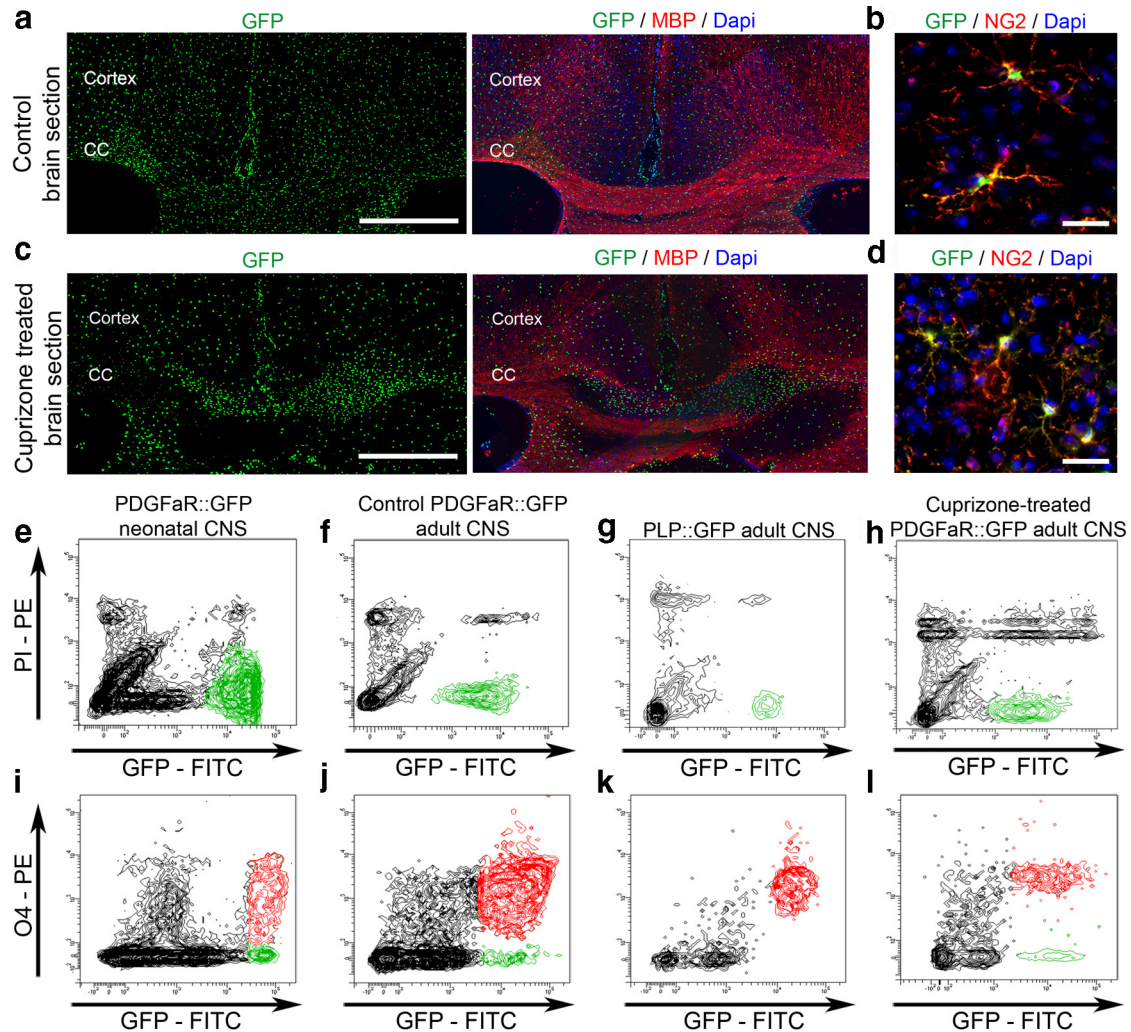 a
GFP
GFP / MBP / Dapi
b
GFP / NG2 / Dapi
Control
brain section
Cortex
CC
Cortex
CC
c
GFP
GFP / MBP / Dapi
d
GFP / NG2 / Dapi
Cuprizone treated
brain section
Cortex
CC
Cortex
CC
e
PDGFaR::GFP
neonatal CNS
f
Control PDGFaR::GFP
adult CNS
g
PLP::GFP adult CNS
h
Cuprizone-treated
PDGFaR::GFP adult CNS
PI - PE
GFP - FITC
GFP - FITC
GFP - FITC
GFP - FITC
i
j
k
l
O4 - PE
GFP - FITC
GFP - FITC
GFP - FITC
GFP - FITC